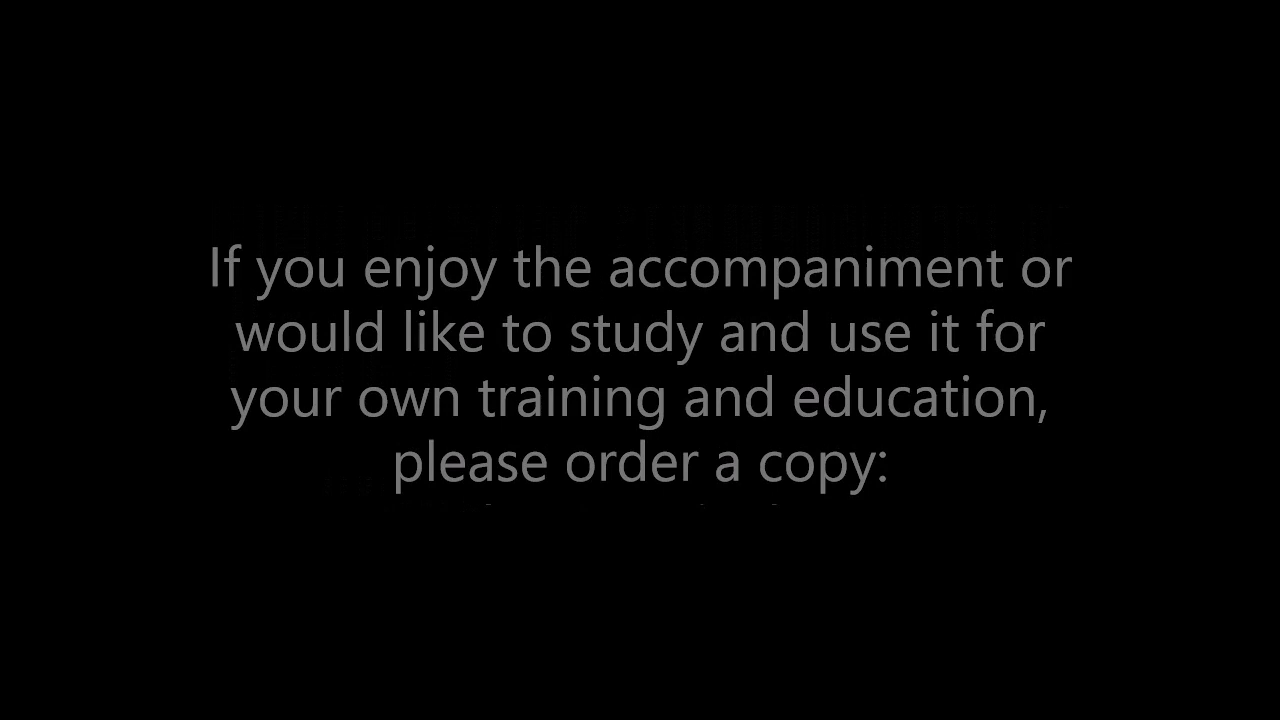 If you enjoy the accompaniment or
would like to study and use it for
your own training and education,
please order a copy: